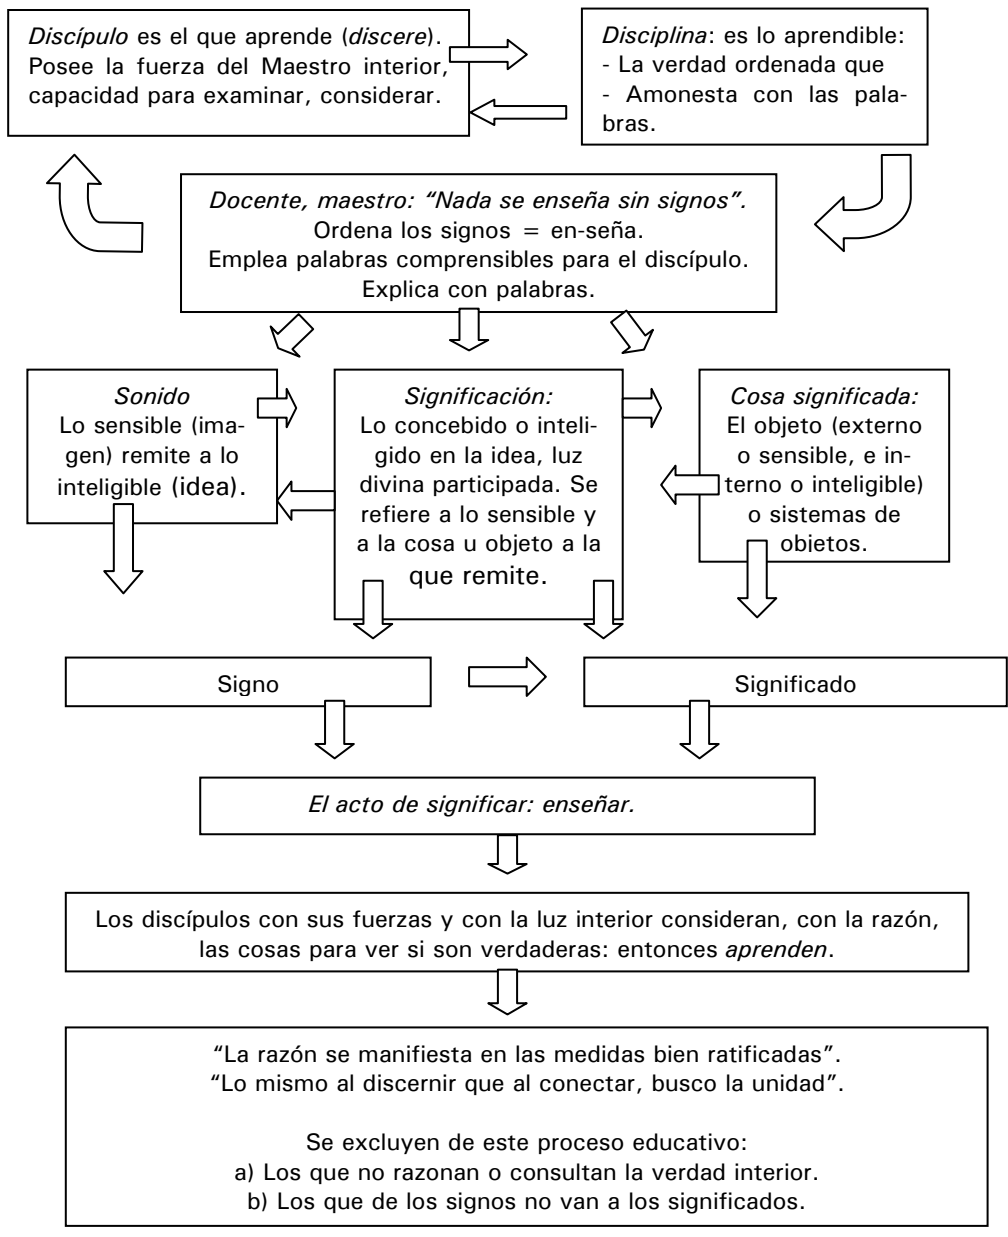 Discípulo es el que aprende (discere).
Posee la fuerza del Maestro interior,
capacidad para examinar, considerar.
Disciplina: es lo aprendible:
- La verdad ordenada que
- Amonesta con las pala-
bras.
Docente, maestro: “Nada se enseña sin signos”.
Ordena los signos = en-seña.
Emplea palabras comprensibles para el discípulo.
Explica con palabras.
Sonido
Lo sensible (ima-
gen) remite a lo
inteligible (idea).
Significación:
Lo concebido o inteli-
gido en la idea, luz
divina participada. Se
refiere a lo sensible y
a la cosa u objeto a la
que remite.
Cosa significada:
El objeto (externo
o sensible, e in-
terno o inteligible)
o sistemas de
objetos.
Signo
Significado
El acto de significar: enseñar.
Los discípulos con sus fuerzas y con la luz interior consideran, con la razón,
las cosas para ver si son verdaderas: entonces aprenden.
“La razón se manifiesta en las medidas bien ratificadas”.
“Lo mismo al discernir que al conectar, busco la unidad”.
Se excluyen de este proceso educativo:
a) Los que no razonan o consultan la verdad interior.
b) Los que de los signos no van a los significados.